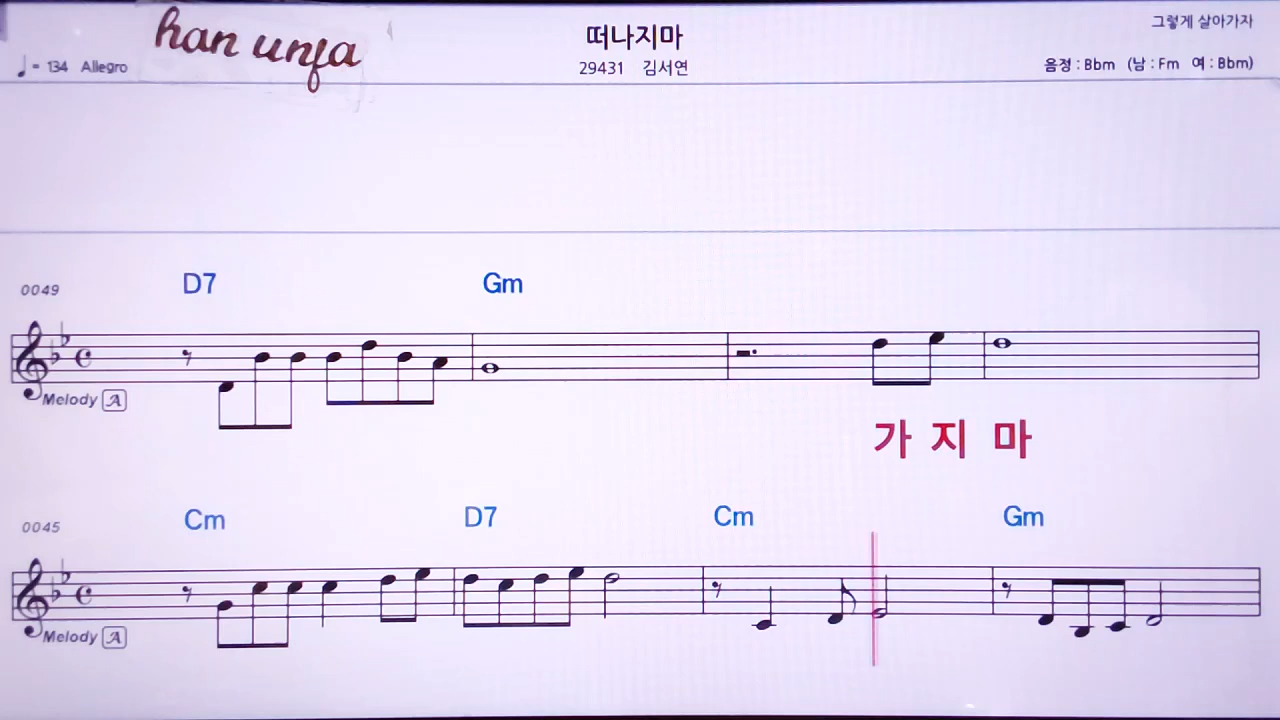 han unfa
떠나지마
그렇게 살아가자
♩= 134 Allegro
29431 김서연
음정 : Bbm (남 : Fm 여 : Bbm)
D7 Gm
0049
Melody A
가 지 마
Cm D7 Cm Gm
0045
Melody A